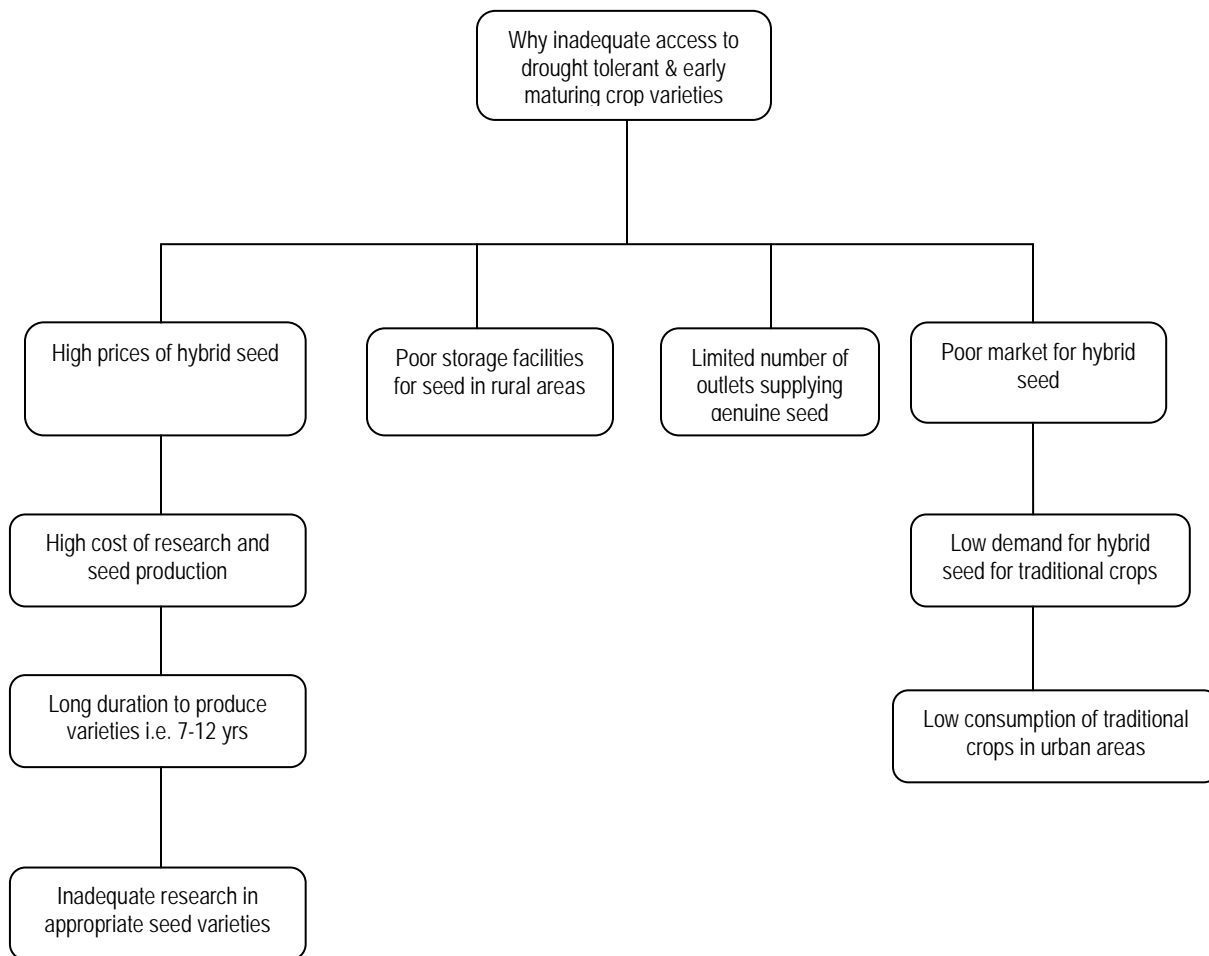 Why inadequate access to
drought tolerant & early
maturing crop varieties
High prices of hybrid seed
Poor storage facilities
for seed in rural areas
Limited number of
outlets supplying
genuine seed
Poor market for hybrid
seed
High cost of research and
seed production
Low demand for hybrid
seed for traditional crops
Long duration to produce
varieties i.e. 7-12 yrs
Low consumption of traditional
crops in urban areas
Inadequate research in
appropriate seed varieties